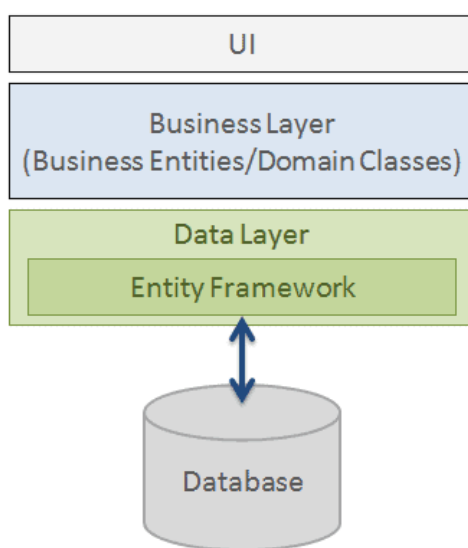 UI
Business Layer
(Business Entities/Domain Classes)
Data Layer
Entity Framework
Database